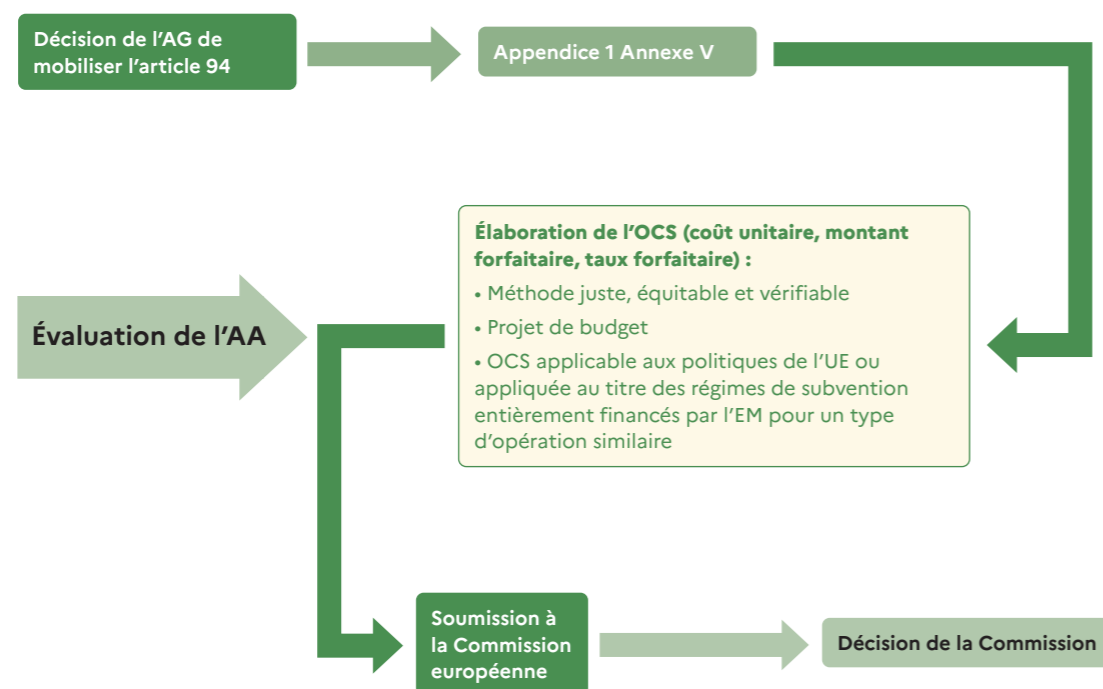 Décision de l’AG de
mobiliser l’article 94
Appendice 1 Annexe V
Élaboration de l’OCS (coût unitaire, montant
forfaitaire, taux forfaitaire) :
• Méthode juste, équitable et vérifiable
• Projet de budget
• OCS applicable aux politiques de l’UE ou
appliquée au titre des régimes de subvention
entièrement financés par l’EM pour un type
d’opération similaire
Évaluation de l’AA
Soumission à
la Commission
européenne
Décision de la Commission